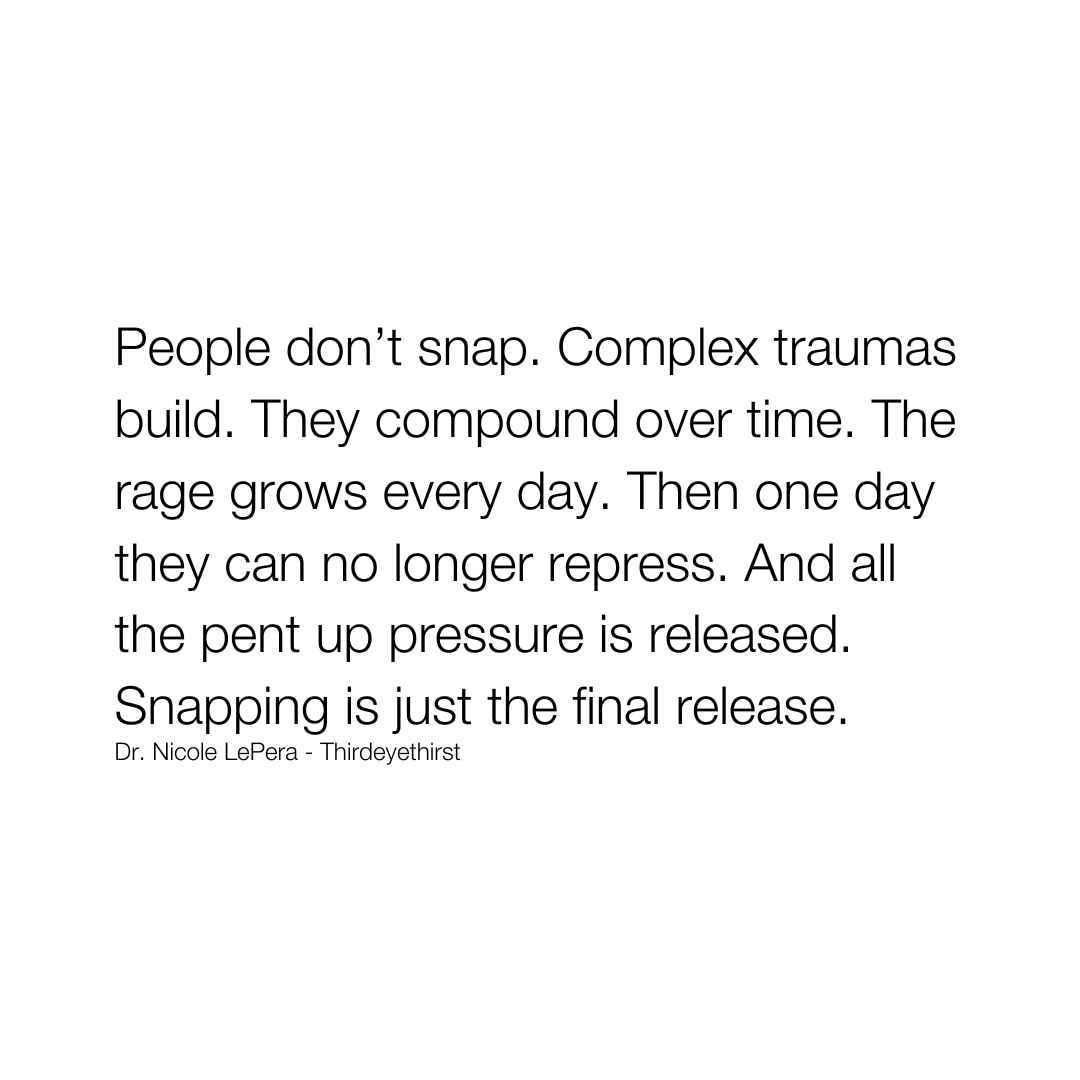 People don’t snap. Complex traumas
build. They compound over time. The
rage grows every day. Then one day
they can no longer repress. And all
the pent up pressure is released.
Snapping is just the final release.
Dr. Nicole LePera - Thirdeyethirst